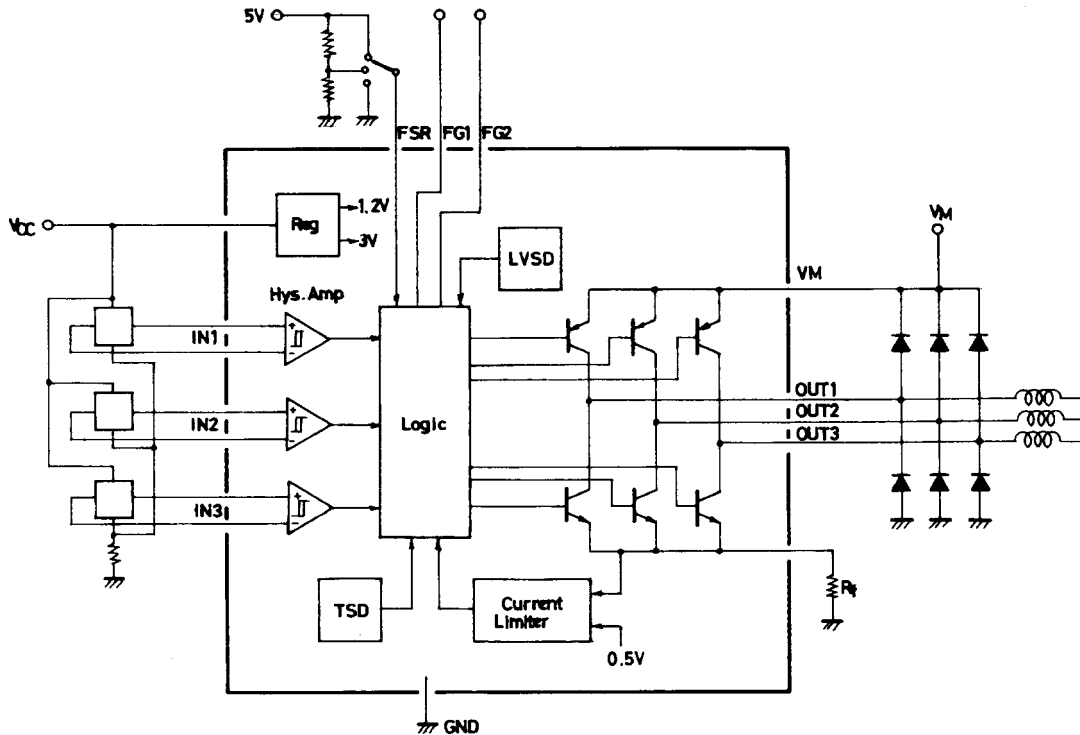 5V
FSR FG1 FG2
VCC
Reg
1.2V
3V
LVSD
VM
VM
Hys. Amp
IN1
+
-
Logic
OUT1
OUT2
OUT3
IN2
+
-
IN3
+
-
TSD
Current
Limiter
0.5V
Rf
GND